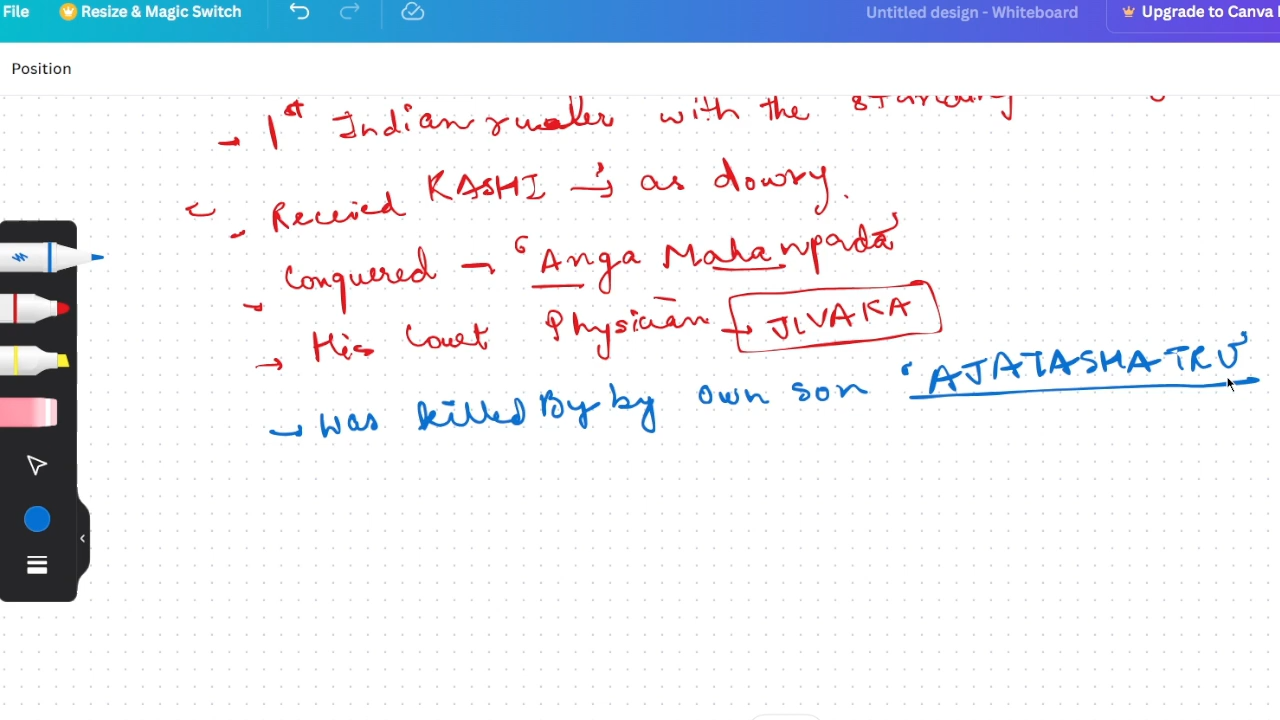 File Resize & Magic Switch Untitled design - Whiteboard Upgrade to Canva
Position
→ 1st Indian ruler with the
- Received KASHI → as dowry.
- Conquered → 'Anga Mahanpada'
→ His Court Physician → JIVAKA
→ was killed By by own son 'AJATASHATRU'